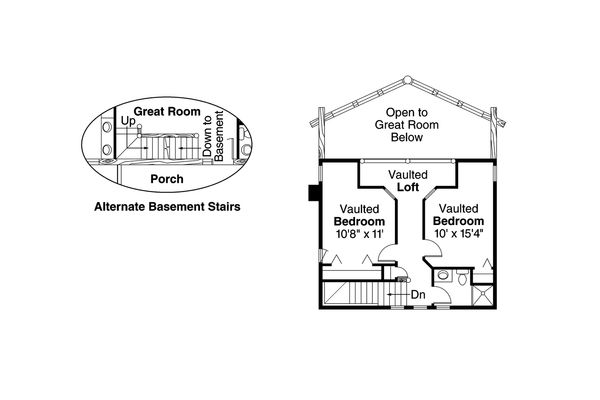 Great Room
Up
Down to
Basement
Porch
Alternate Basement Stairs
Open to
Great Room
Below
Vaulted
Loft
Vaulted
Bedroom
10'8" x 11'
Vaulted
Bedroom
10' x 15'4"
Dn